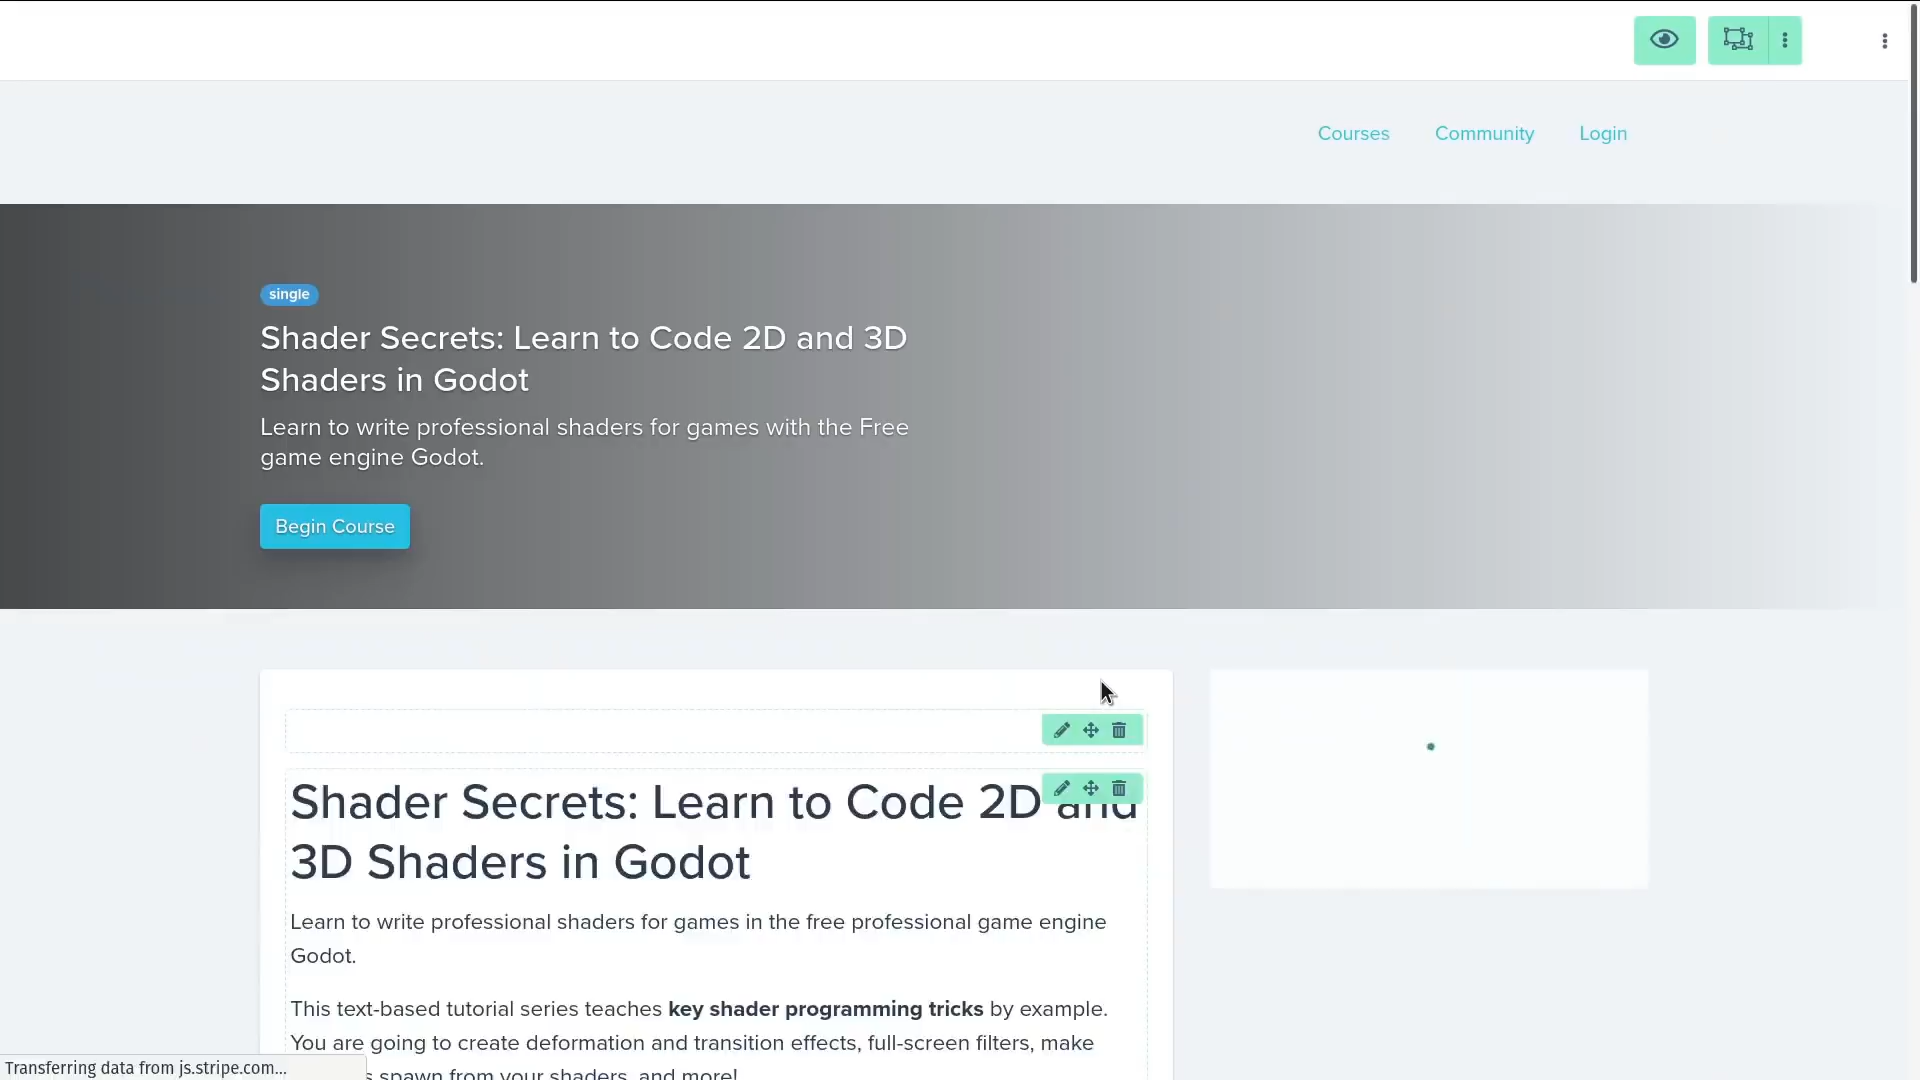 Courses Community Login
single
Shader Secrets: Learn to Code 2D and 3D
Shaders in Godot
Learn to write professional shaders for games with the Free
game engine Godot.
Begin Course
Shader Secrets: Learn to Code 2D and
3D Shaders in Godot
Learn to write professional shaders for games in the free professional game engine
Godot.
This text-based tutorial series teaches key shader programming tricks by example.
You are going to create deformation and transition effects, full-screen filters, make
spawn from your shaders, and more!
Transferring data from js.stripe.com...